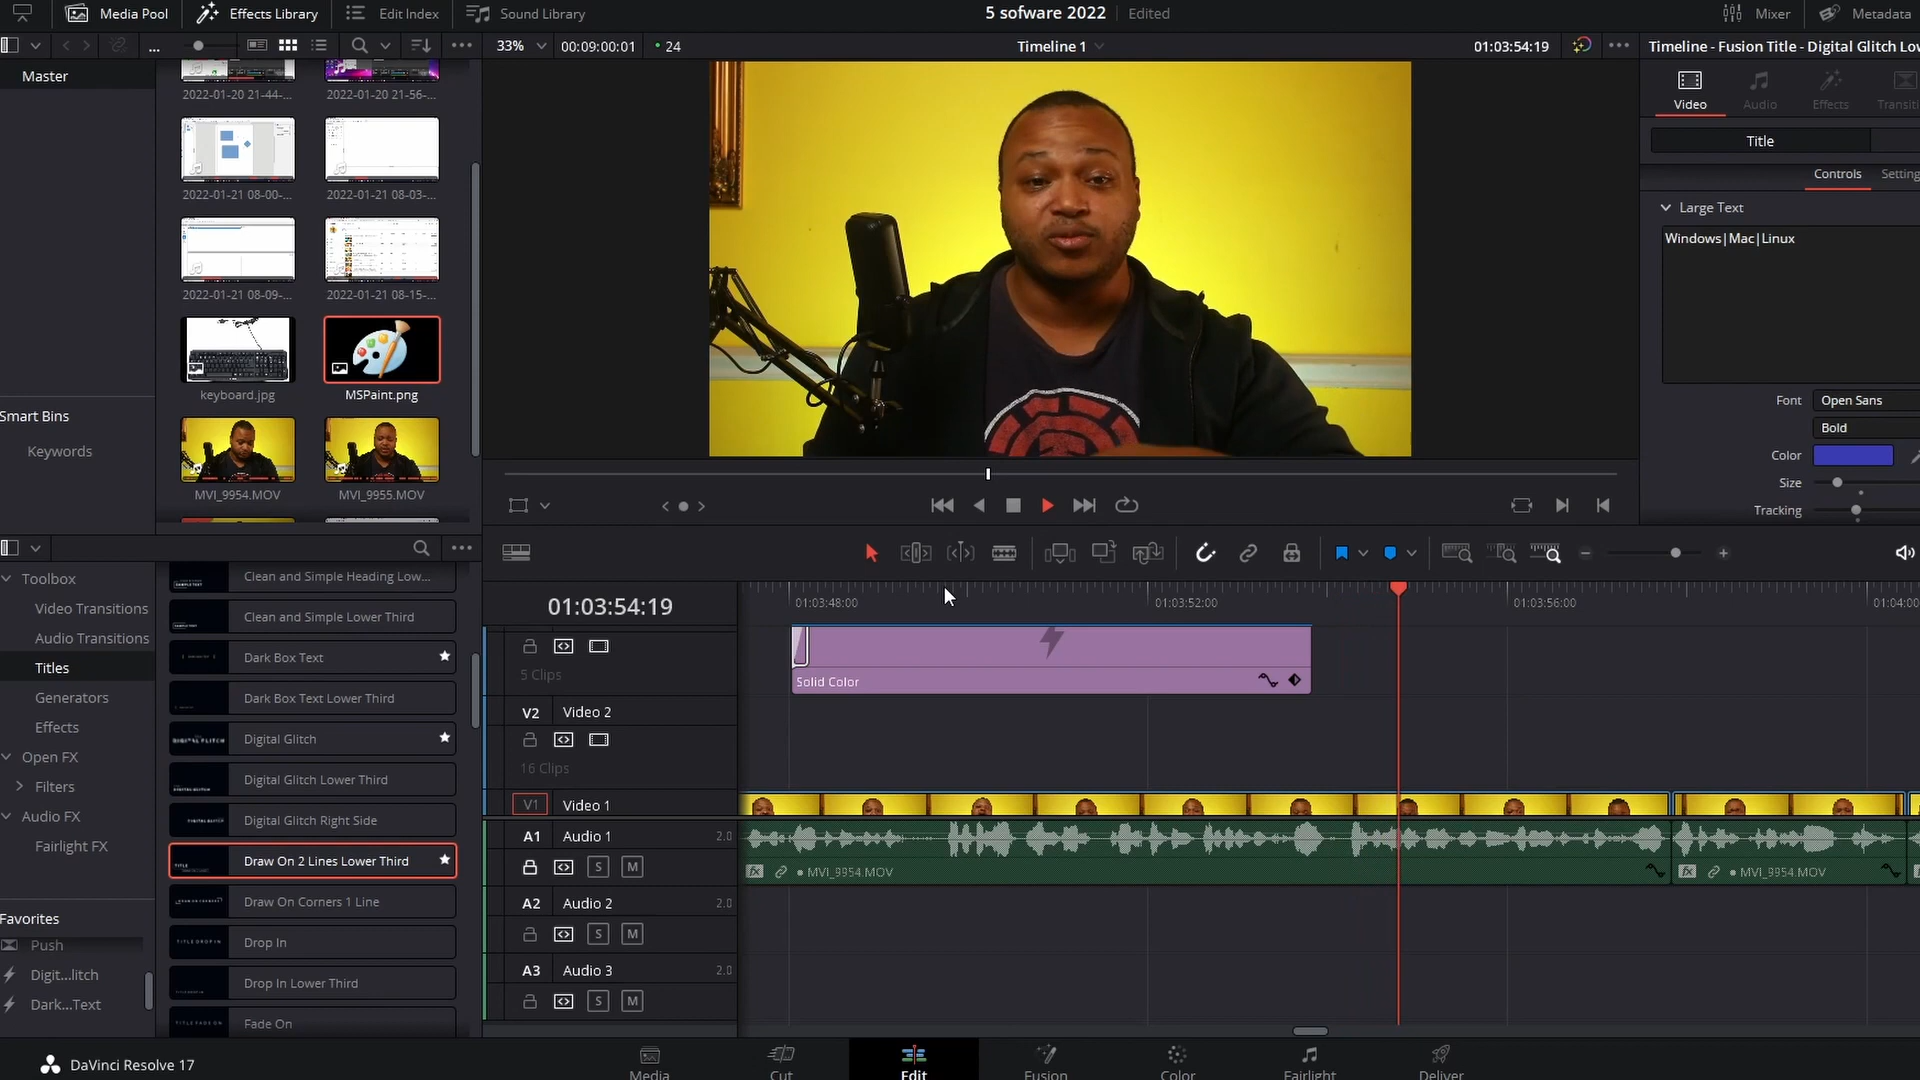 Media Pool
Effects Library
Edit Index
Sound Library
5 sofware 2022
Edited
Mixer
Metadata
33%
00:09:00:01
24
Timeline 1
01:03:54:19
Timeline - Fusion Title - Digital Glitch Lov
Master
2022-01-20 21-44-...
2022-01-20 21-56-...
2022-01-21 08-00-...
2022-01-21 08-03-...
2022-01-21 08-09-...
2022-01-21 08-15-...
keyboard.jpg
MSPaint.png
MVI_9954.MOV
MVI_9955.MOV
Smart Bins
Keywords
Video
Audio
Effects
Transiti
Title
Controls
Setting
Large Text
Windows|Mac|Linux
Font
Open Sans
Bold
Color
Size
Tracking
Toolbox
Video Transitions
Audio Transitions
Titles
Generators
Effects
Open FX
Filters
Audio FX
Fairlight FX
Favorites
Push
Digit...litch
Dark...Text
Clean and Simple Heading Low...
Clean and Simple Lower Third
Dark Box Text
Dark Box Text Lower Third
Digital Glitch
Digital Glitch Lower Third
Digital Glitch Right Side
Draw On 2 Lines Lower Third
Draw On Corners 1 Line
Drop In
Drop In Lower Third
Fade On
01:03:54:19
01:03:48:00
01:03:52:00
01:03:56:00
01:04:00
5 Clips
Solid Color
V2 Video 2
16 Clips
V1 Video 1
A1 Audio 1 2.0
S M
MVI_9954.MOV
MVI_9954.MOV
A2 Audio 2 2.0
S M
A3 Audio 3 2.0
S M
DaVinci Resolve 17
Media
Cut
Edit
Fusion
Color
Fairlight
Deliver